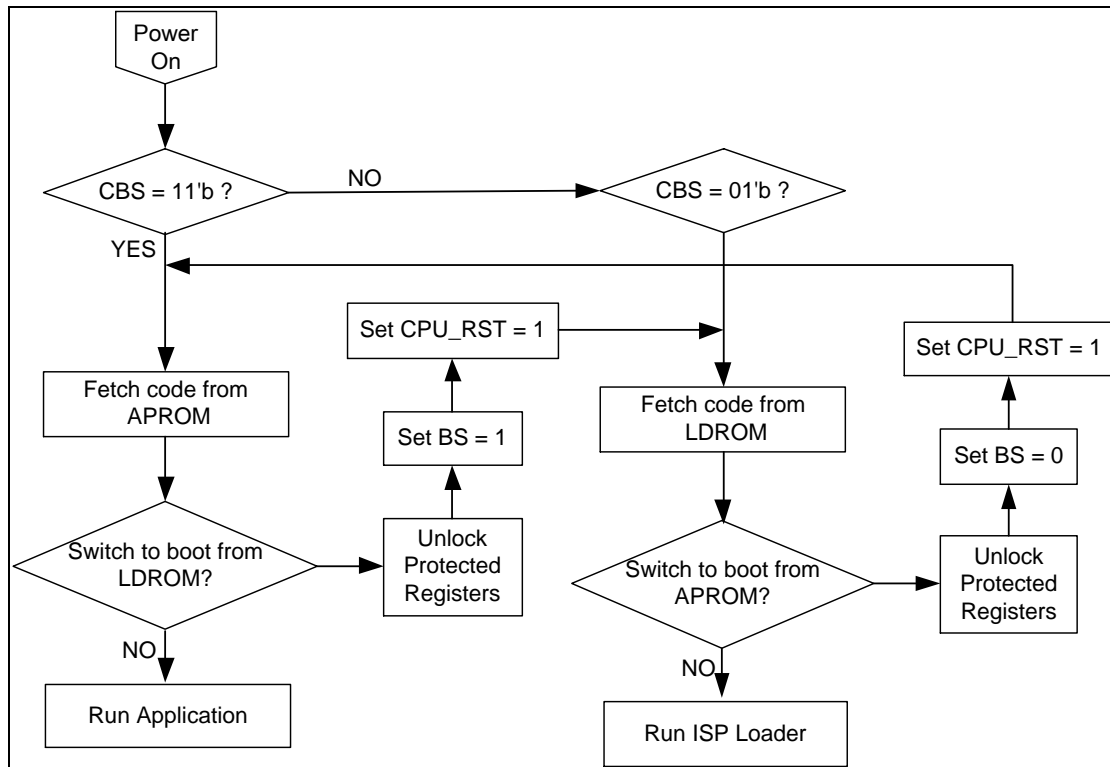 Power
On
CBS = 11'b ?
NO
CBS = 01'b ?
YES
Set CPU_RST = 1
Set CPU_RST = 1
Fetch code from
APROM
Fetch code from
LDROM
Set BS = 1
Set BS = 0
Switch to boot from
LDROM?
Unlock
Protected
Registers
Switch to boot from
APROM?
Unlock
Protected
Registers
NO
NO
Run Application
Run ISP Loader